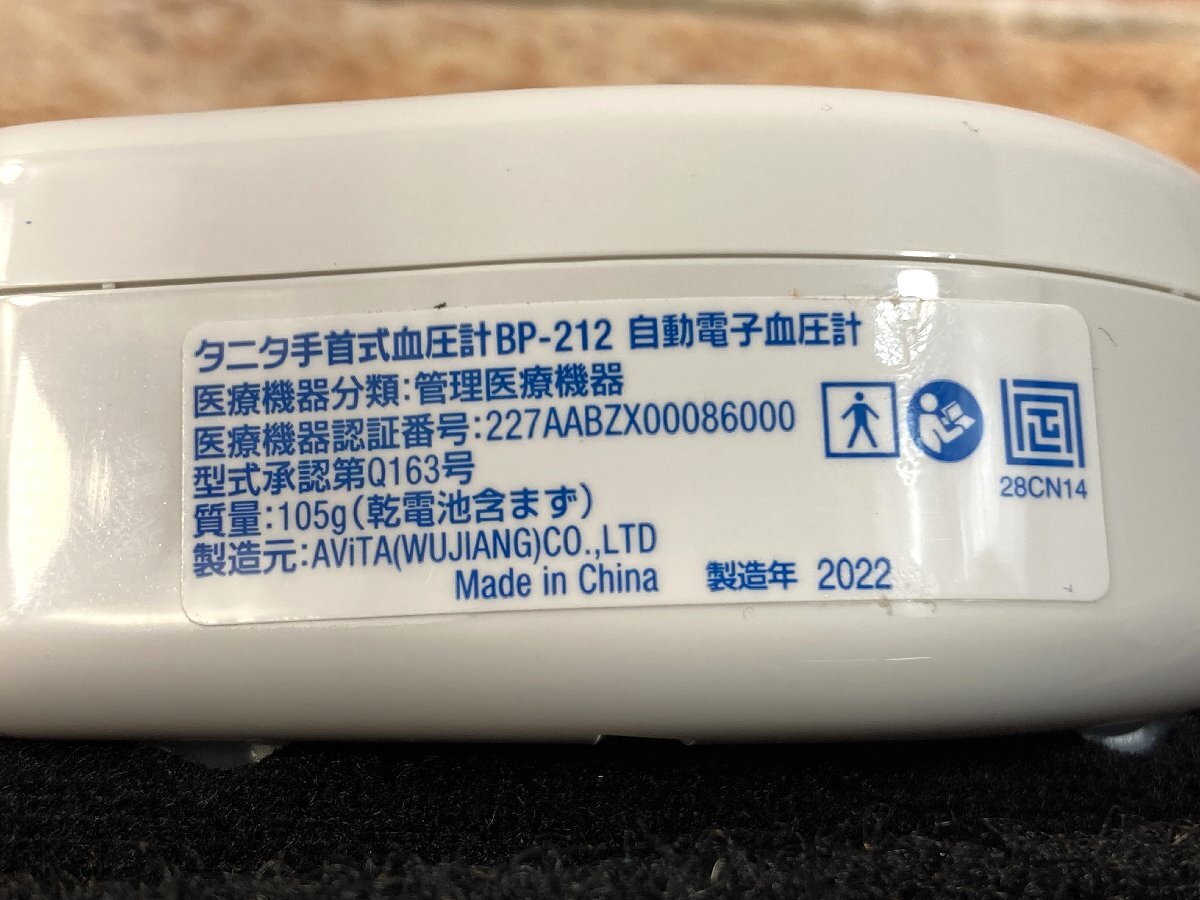 タニタ手首式血圧計BP-212 自動電子血圧計
医療機器分類:管理医療機器
医療機器認証番号:227AABZX00086000
型式承認第Q163号
質量:105g(乾電池含まず)
製造元:AViTA(WUJIANG)CO.,LTD
Made in China 製造年 2022
28CN14